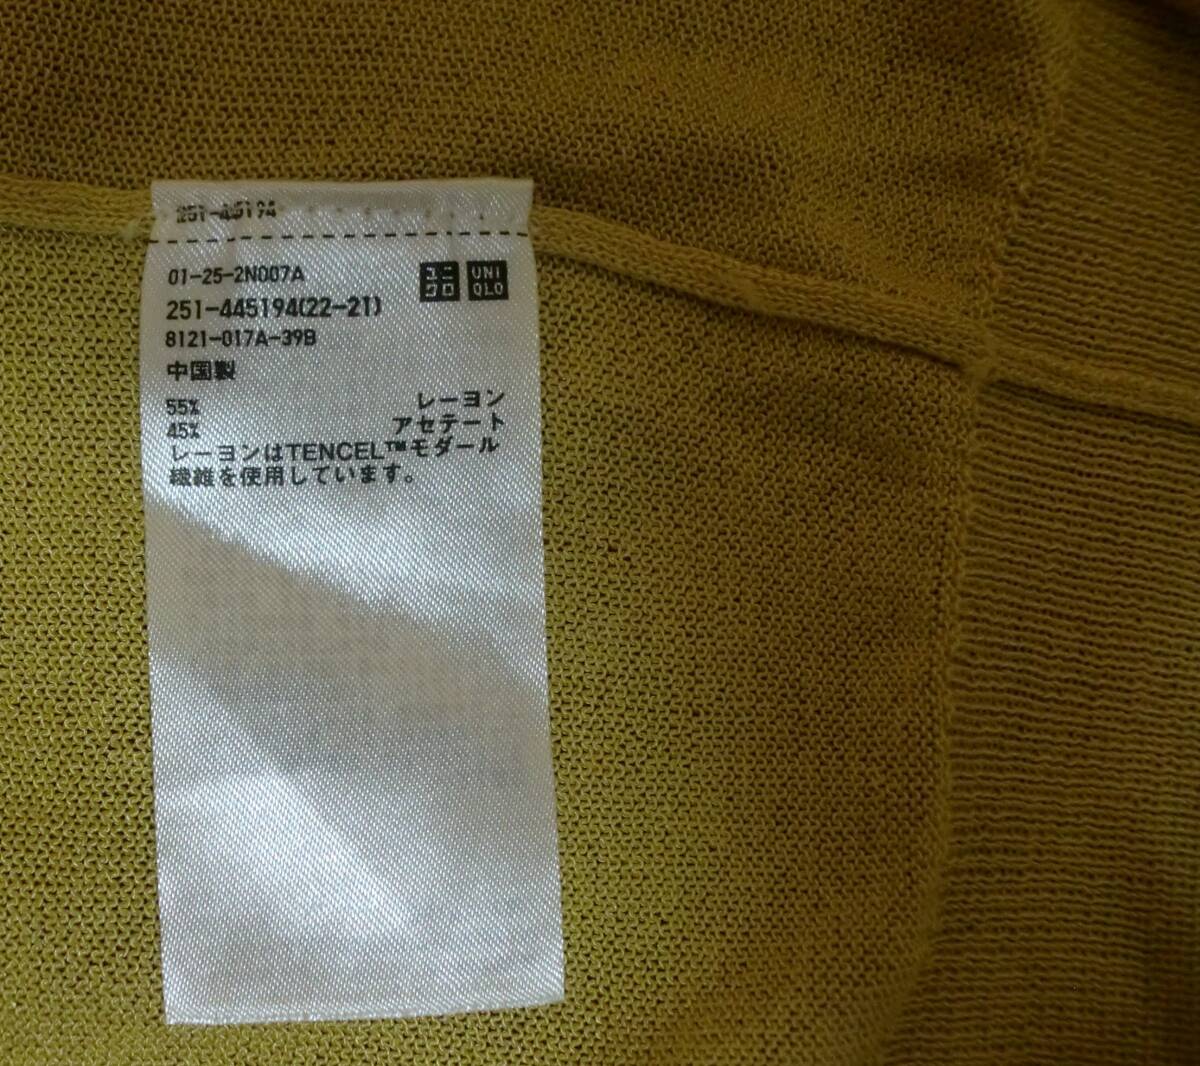 251-445194
01-25-2N007A
ユニクロ UNIQLO
251-445194(22-21)
8121-017A-39B
中国製
55% レーヨン
45% アセテート
レーヨンはTENCEL™モダール
繊維を使用しています。